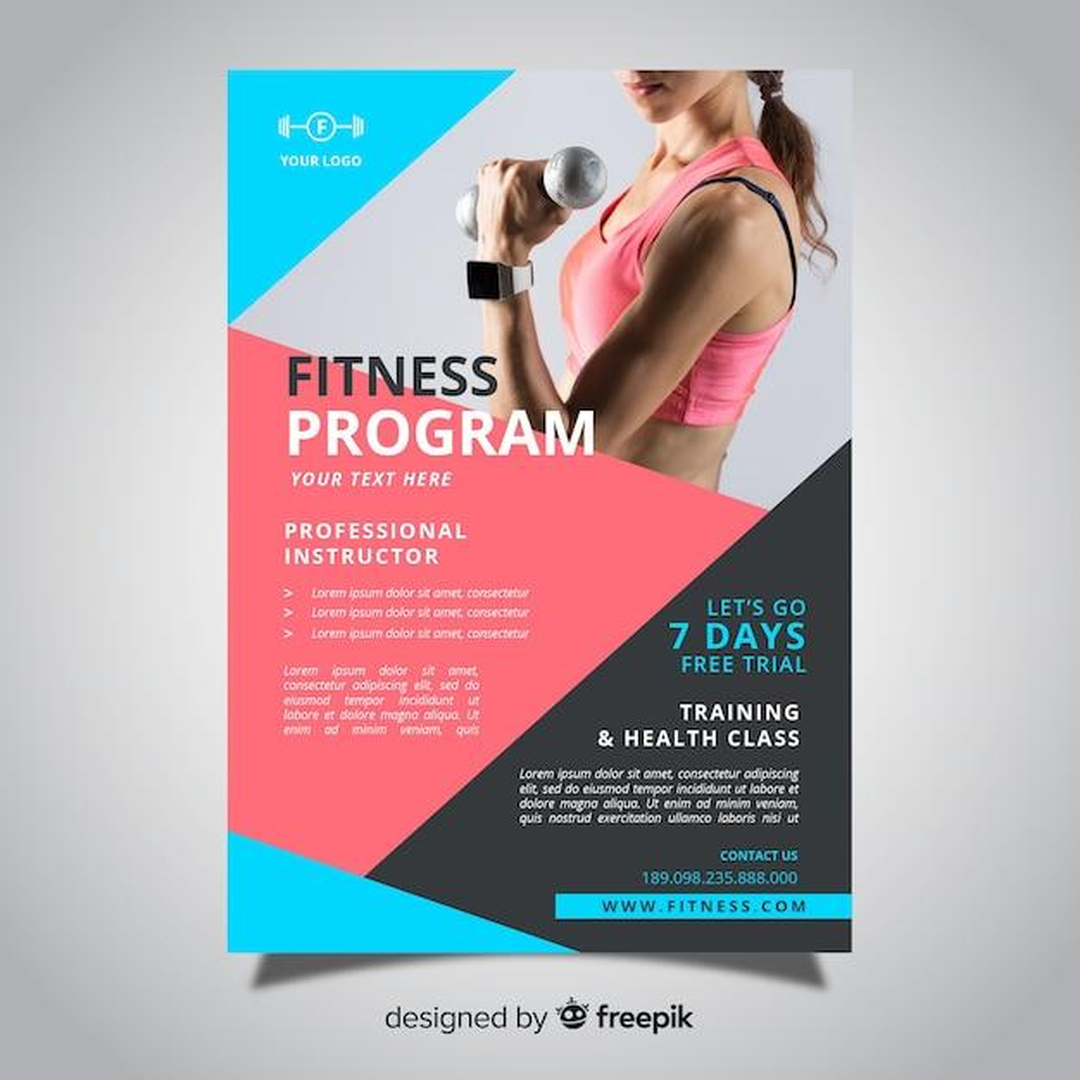 F
YOUR LOGO
FITNESS
PROGRAM
YOUR TEXT HERE
PROFESSIONAL
INSTRUCTOR
> Lorem ipsum dolor sit amet, consectetur
> Lorem ipsum dolor sit amet, consectetur
> Lorem ipsum dolor sit amet, consectetur
Lorem ipsum dolor sit amet,
consectetur adipiscing elit, sed do
eiusmod tempor incididunt ut
labore et dolore magna aliqua. Ut
enim ad minim veniam, quis
LET'S GO
7 DAYS
FREE TRIAL
TRAINING
& HEALTH CLASS
Lorem ipsum dolor sit amet, consectetur adipiscing
elit, sed do eiusmod tempor incididunt ut labore et
dolore magna aliqua. Ut enim ad minim veniam,
quis nostrud exercitation ullamco laboris nisi ut
CONTACT US
189.098.235.888.000
WWW.FITNESS.COM
designed by freepik